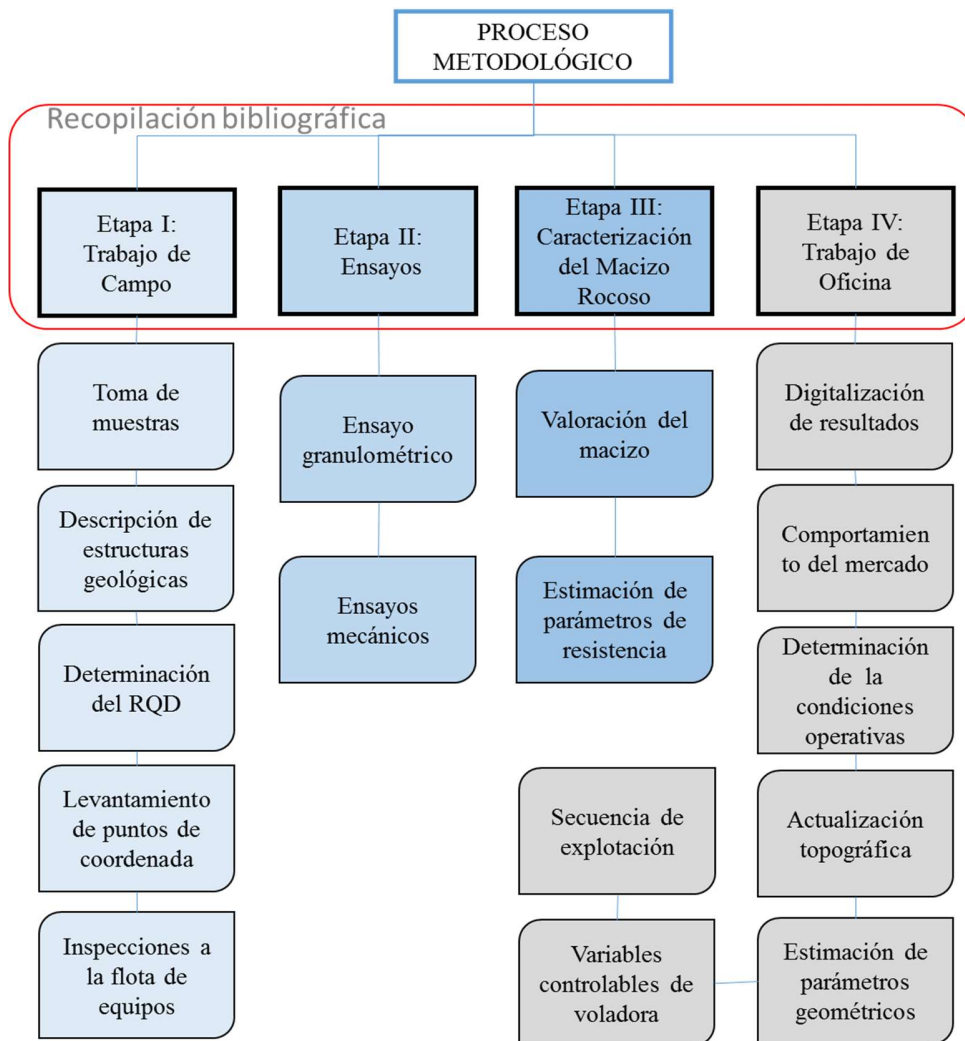 PROCESO
METODOLÓGICO
Recopilación bibliográfica
Etapa I:
Trabajo de
Campo
Etapa II:
Ensayos
Etapa III:
Caracterización
del Macizo
Rocoso
Etapa IV:
Trabajo de
Oficina
Toma de
muestras
Descripción de
estructuras
geológicas
Determinación
del RQD
Levantamiento
de puntos de
coordenada
Inspecciones a
la flota de
equipos
Ensayo
granulométrico
Ensayos
mecánicos
Valoración del
macizo
Estimación de
parámetros de
resistencia
Digitalización
de resultados
Comportamien
to del mercado
Determinación
de la
condiciones
operativas
Actualización
topográfica
Estimación de
parámetros
geométricos
Variables
controlables de
voladora
Secuencia de
explotación